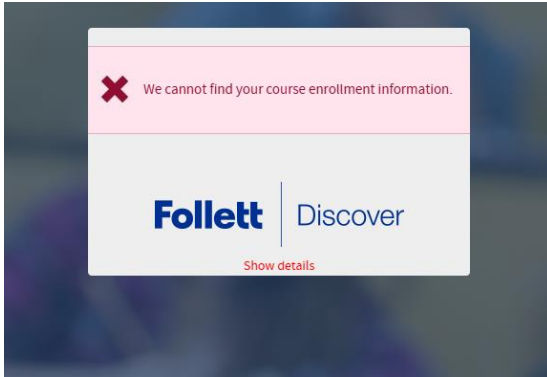 We cannot find your course enrollment information.
Follett Discover
Show details